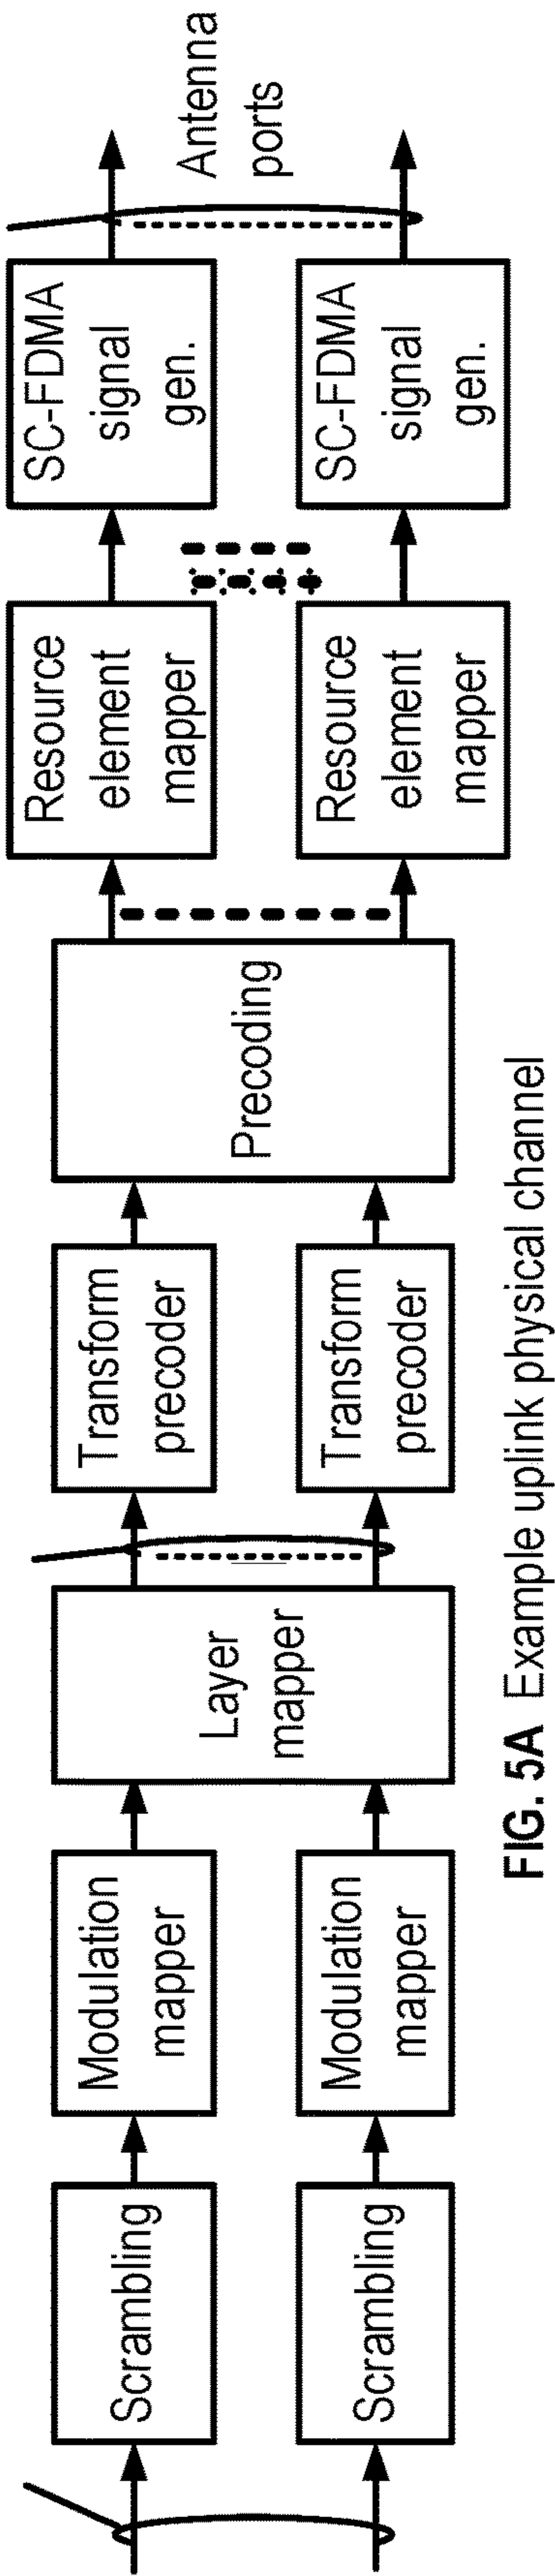 Scrambling
Modulation
mapper
Scrambling
Modulation
mapper
Layer
mapper
Transform
precoder
Transform
precoder
Precoding
Resource
element
mapper
SC-FDMA
signal
gen.
Resource
element
mapper
SC-FDMA
signal
gen.
Antenna
ports
FIG. 5A Example uplink physical channel